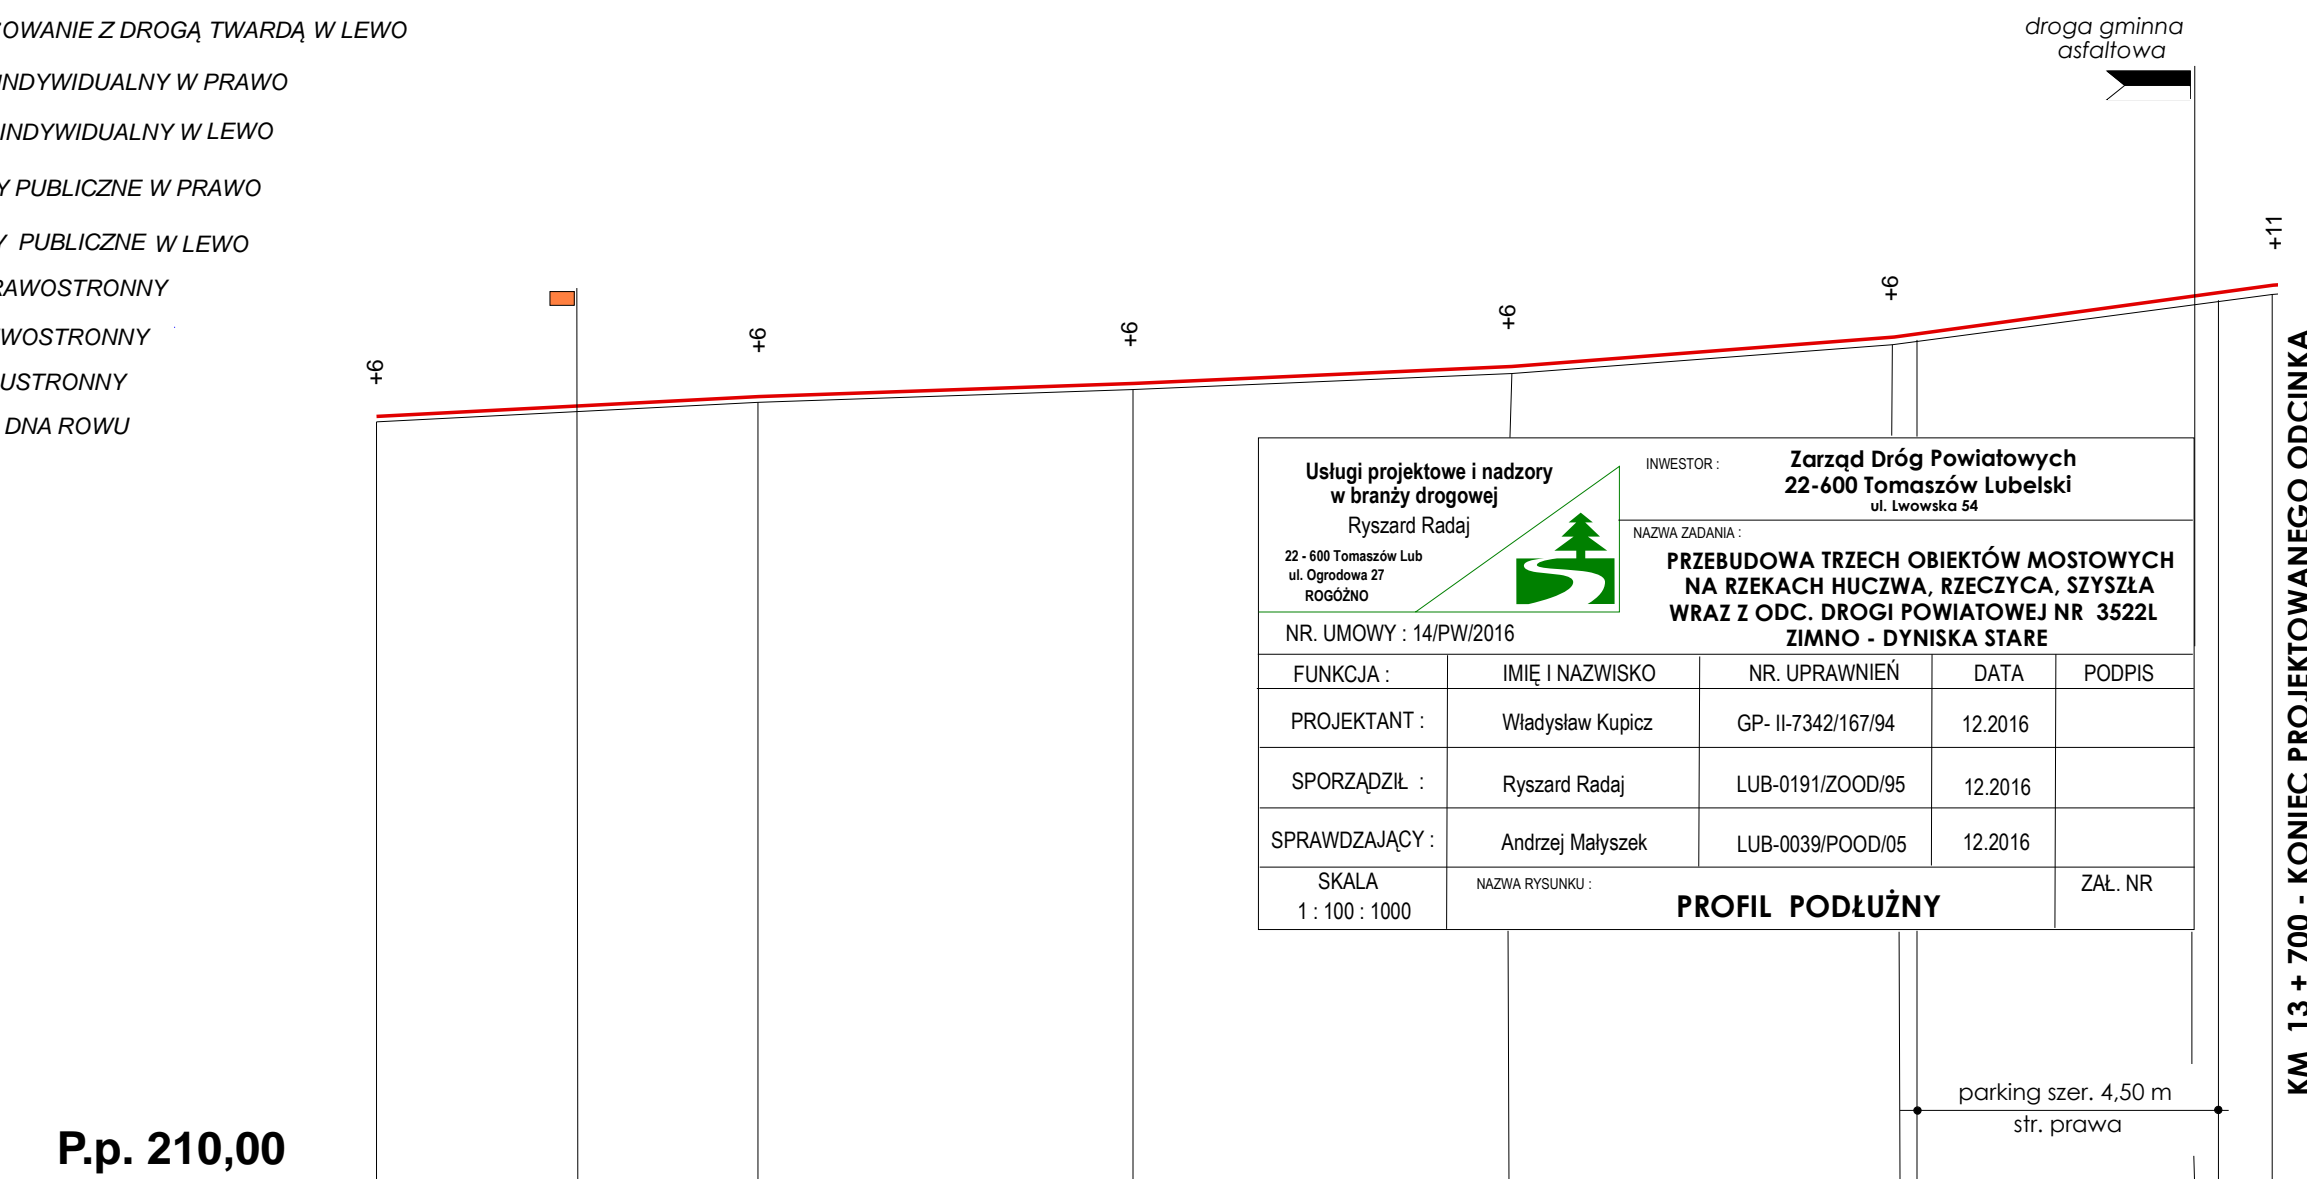 OWANIE Z DROGĄ TWARDĄ W LEWO
INDYWIDUALNY W PRAWO
INDYWIDUALNY W LEWO
Y PUBLICZNE W PRAWO
Y PUBLICZNE W LEWO
RAWOSTRONNY
WOSTRONNY
USTRONNY
DNA ROWU
droga gminna
asfaltowa
+6
+6
+6
+6
+6
+11
Usługi projektowe i nadzory
w branży drogowej
Ryszard Radaj
22 - 600 Tomaszów Lub
ul. Ogrodowa 27
ROGÓŹNO
NR. UMOWY : 14/PW/2016
INWESTOR :
Zarząd Dróg Powiatowych
22-600 Tomaszów Lubelski
ul. Lwowska 54
NAZWA ZADANIA :
PRZEBUDOWA TRZECH OBIEKTÓW MOSTOWYCH
NA RZEKACH HUCZWA, RZECZYCA, SZYSZŁA
WRAZ Z ODC. DROGI POWIATOWEJ NR 3522L
ZIMNO - DYNISKA STARE
FUNKCJA : IMIĘ I NAZWISKO NR. UPRAWNIEŃ DATA PODPIS
PROJEKTANT : Władysław Kupicz GP- II-7342/167/94 12.2016
SPORZĄDZIŁ : Ryszard Radaj LUB-0191/ZOOD/95 12.2016
SPRAWDZAJĄCY : Andrzej Małyszek LUB-0039/POOD/05 12.2016
SKALA
1 : 100 : 1000
NAZWA RYSUNKU :
PROFIL PODŁUŻNY
ZAŁ. NR
KM 13 + 700 - KONIEC PROJEKTOWANEGO ODCINKA
parking szer. 4,50 m
str. prawa
P.p. 210,00